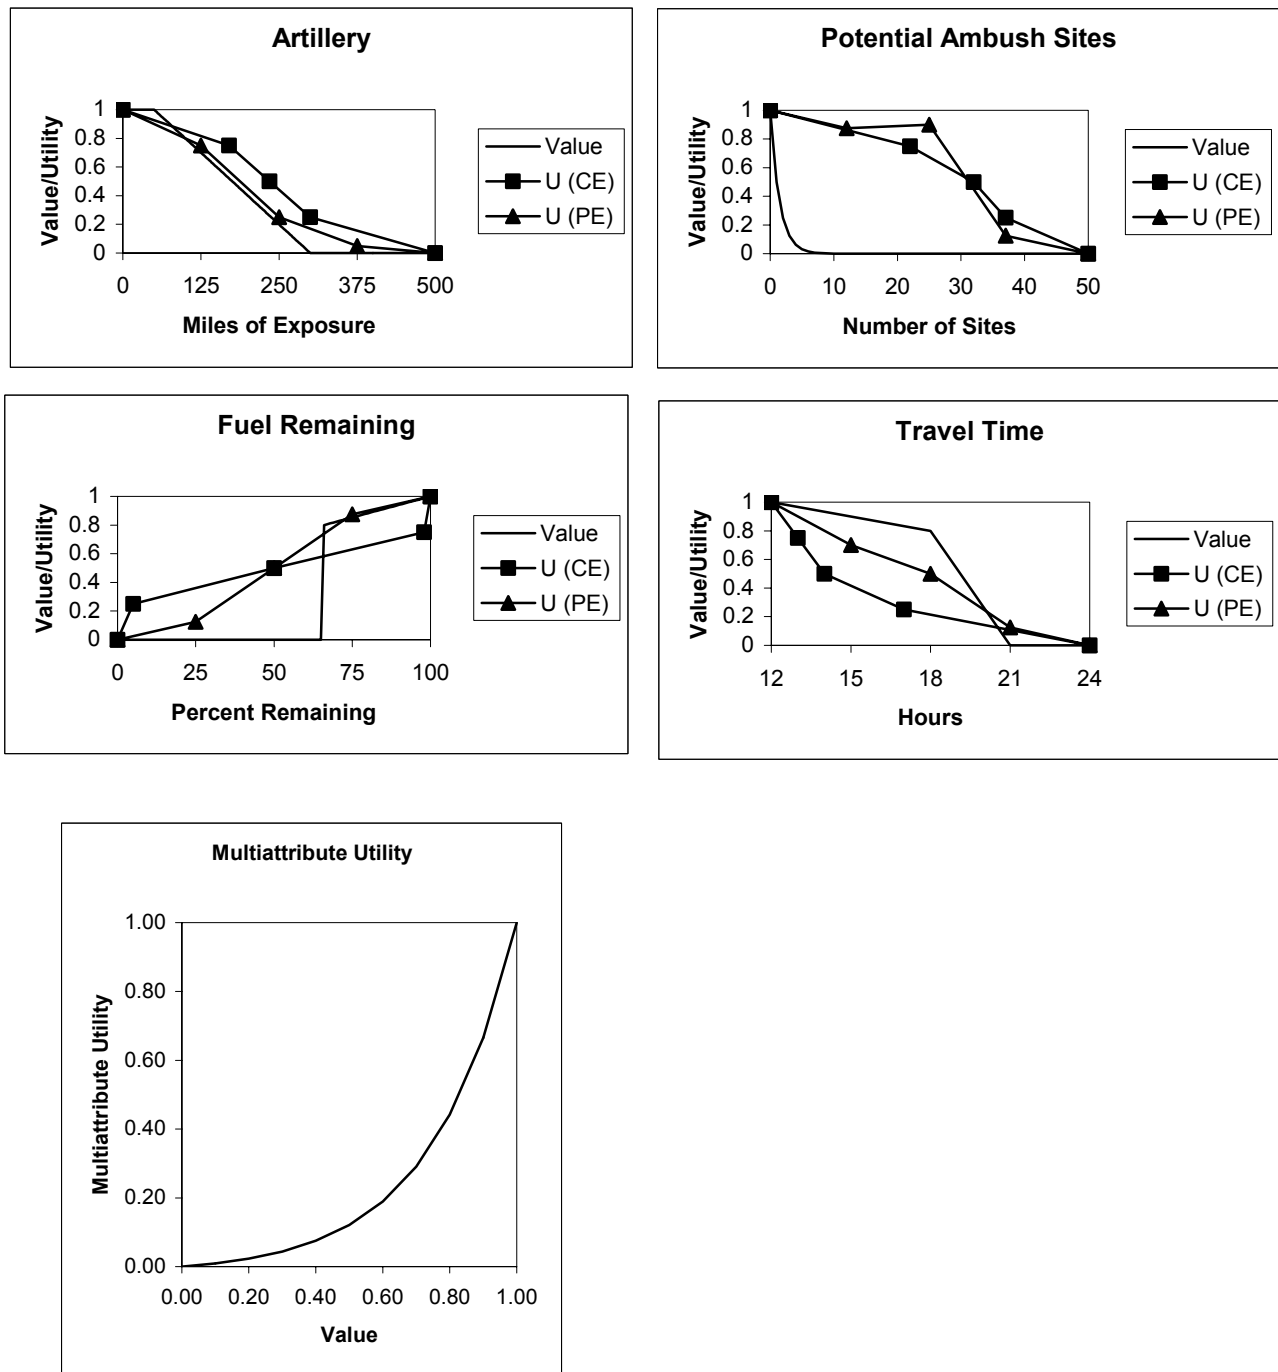 Artillery
Value/Utility
1
0.8
0.6
0.4
0.2
0
0 125 250 375 500
Miles of Exposure
Value
U (CE)
U (PE)
Potential Ambush Sites
Value/Utility
1
0.8
0.6
0.4
0.2
0
0 10 20 30 40 50
Number of Sites
Value
U (CE)
U (PE)
Fuel Remaining
Value/Utility
1
0.8
0.6
0.4
0.2
0
0 25 50 75 100
Percent Remaining
Value
U (CE)
U (PE)
Travel Time
Value/Utility
1
0.8
0.6
0.4
0.2
0
12 15 18 21 24
Hours
Value
U (CE)
U (PE)
Multiattribute Utility
Multiattribute Utility
1.00
0.80
0.60
0.40
0.20
0.00
0.00 0.20 0.40 0.60 0.80 1.00
Value